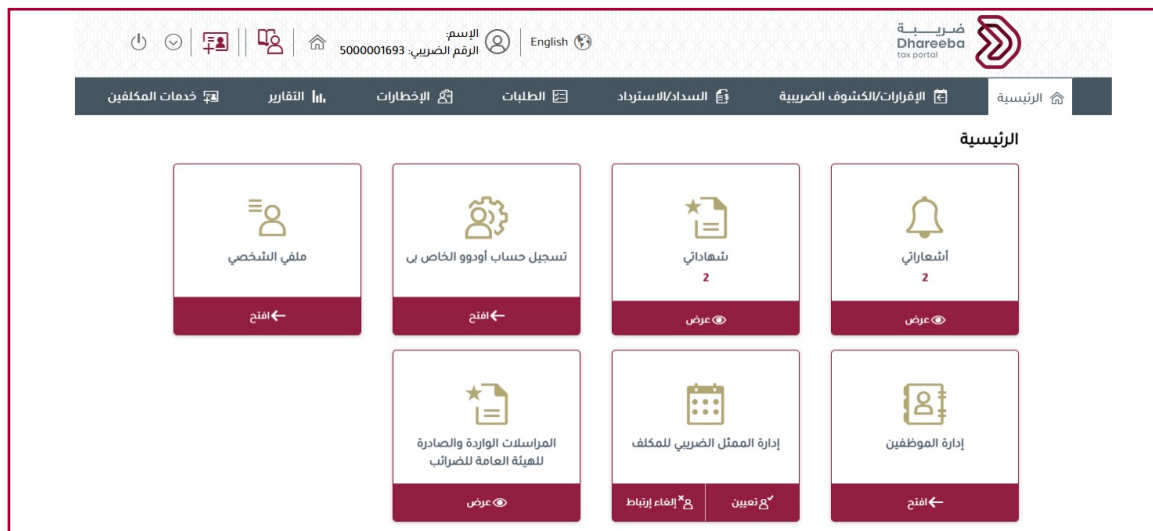 ضريـــبـــة
Dhareeba
tax portal
English
الإسم:
الرقم الضريبي: 5000001693
الرئيسية
الإقرارات/الكشوف الضريبية
السداد/الاسترداد
الطلبات
الإخطارات
التقارير
خدمات المكلفين
الرئيسية
أشعاراتي
2
عرض
شهاداتي
2
عرض
تسجيل حساب أودوو الخاص بى
افتح
ملفي الشخصي
افتح
إدارة الموظفين
افتح
إدارة الممثل الضريبي للمكلف
تعيين
إلغاء إرتباط
المراسلات الواردة والصادرة
للهيئة العامة للضرائب
عرض